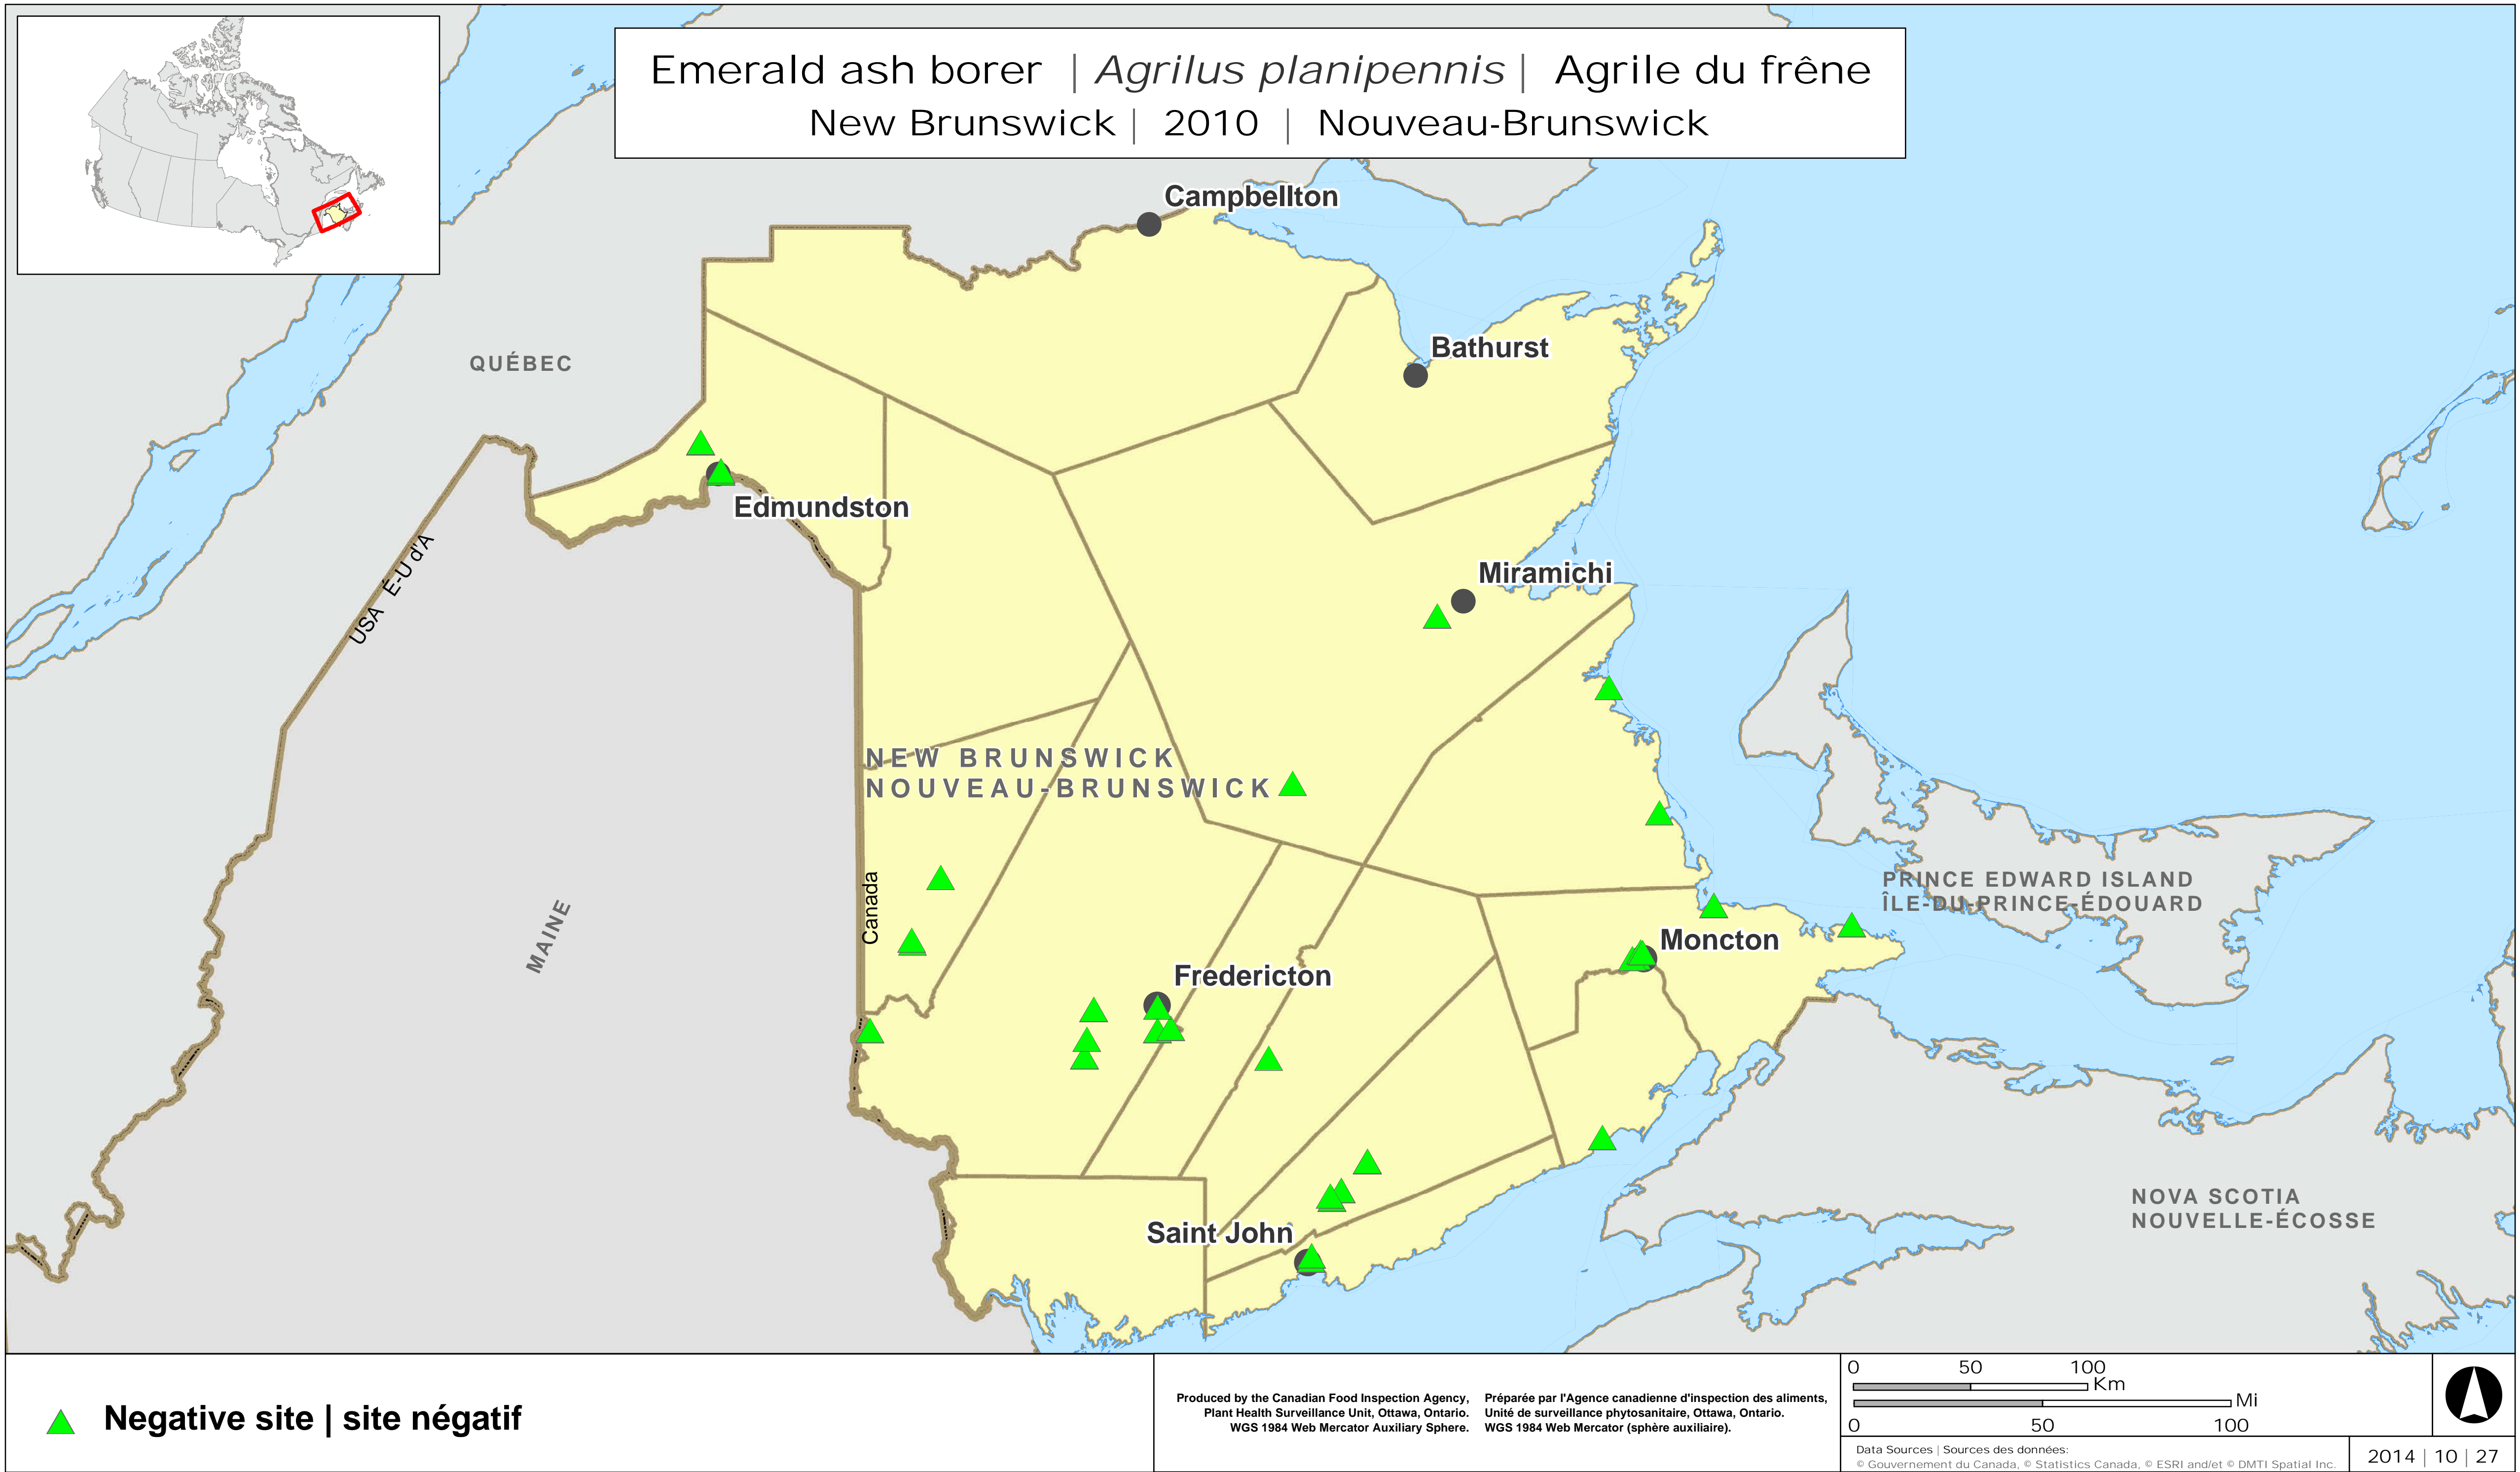 Emerald ash borer | Agrilus planipennis | Agrile du frêne
New Brunswick | 2010 | Nouveau-Brunswick
Campbellton
Bathurst
QUÉBEC
Edmundston
USA É-U d'A
Miramichi
NEW BRUNSWICK
NOUVEAU-BRUNSWICK
Canada
MAINE
PRINCE EDWARD ISLAND
ÎLE-DU-PRINCE-ÉDOUARD
Moncton
Fredericton
NOVA SCOTIA
NOUVELLE-ÉCOSSE
Saint John
Negative site | site négatif
Produced by the Canadian Food Inspection Agency,
Plant Health Surveillance Unit, Ottawa, Ontario.
WGS 1984 Web Mercator Auxiliary Sphere.
Préparée par l'Agence canadienne d'inspection des aliments,
Unité de surveillance phytosanitaire, Ottawa, Ontario.
WGS 1984 Web Mercator (sphère auxiliaire).
0 50 100
Km
Mi
0 50 100
Data Sources | Sources des données:
© Gouvernement du Canada, © Statistics Canada, © ESRI and/et © DMTI Spatial Inc.
2014 | 10 | 27